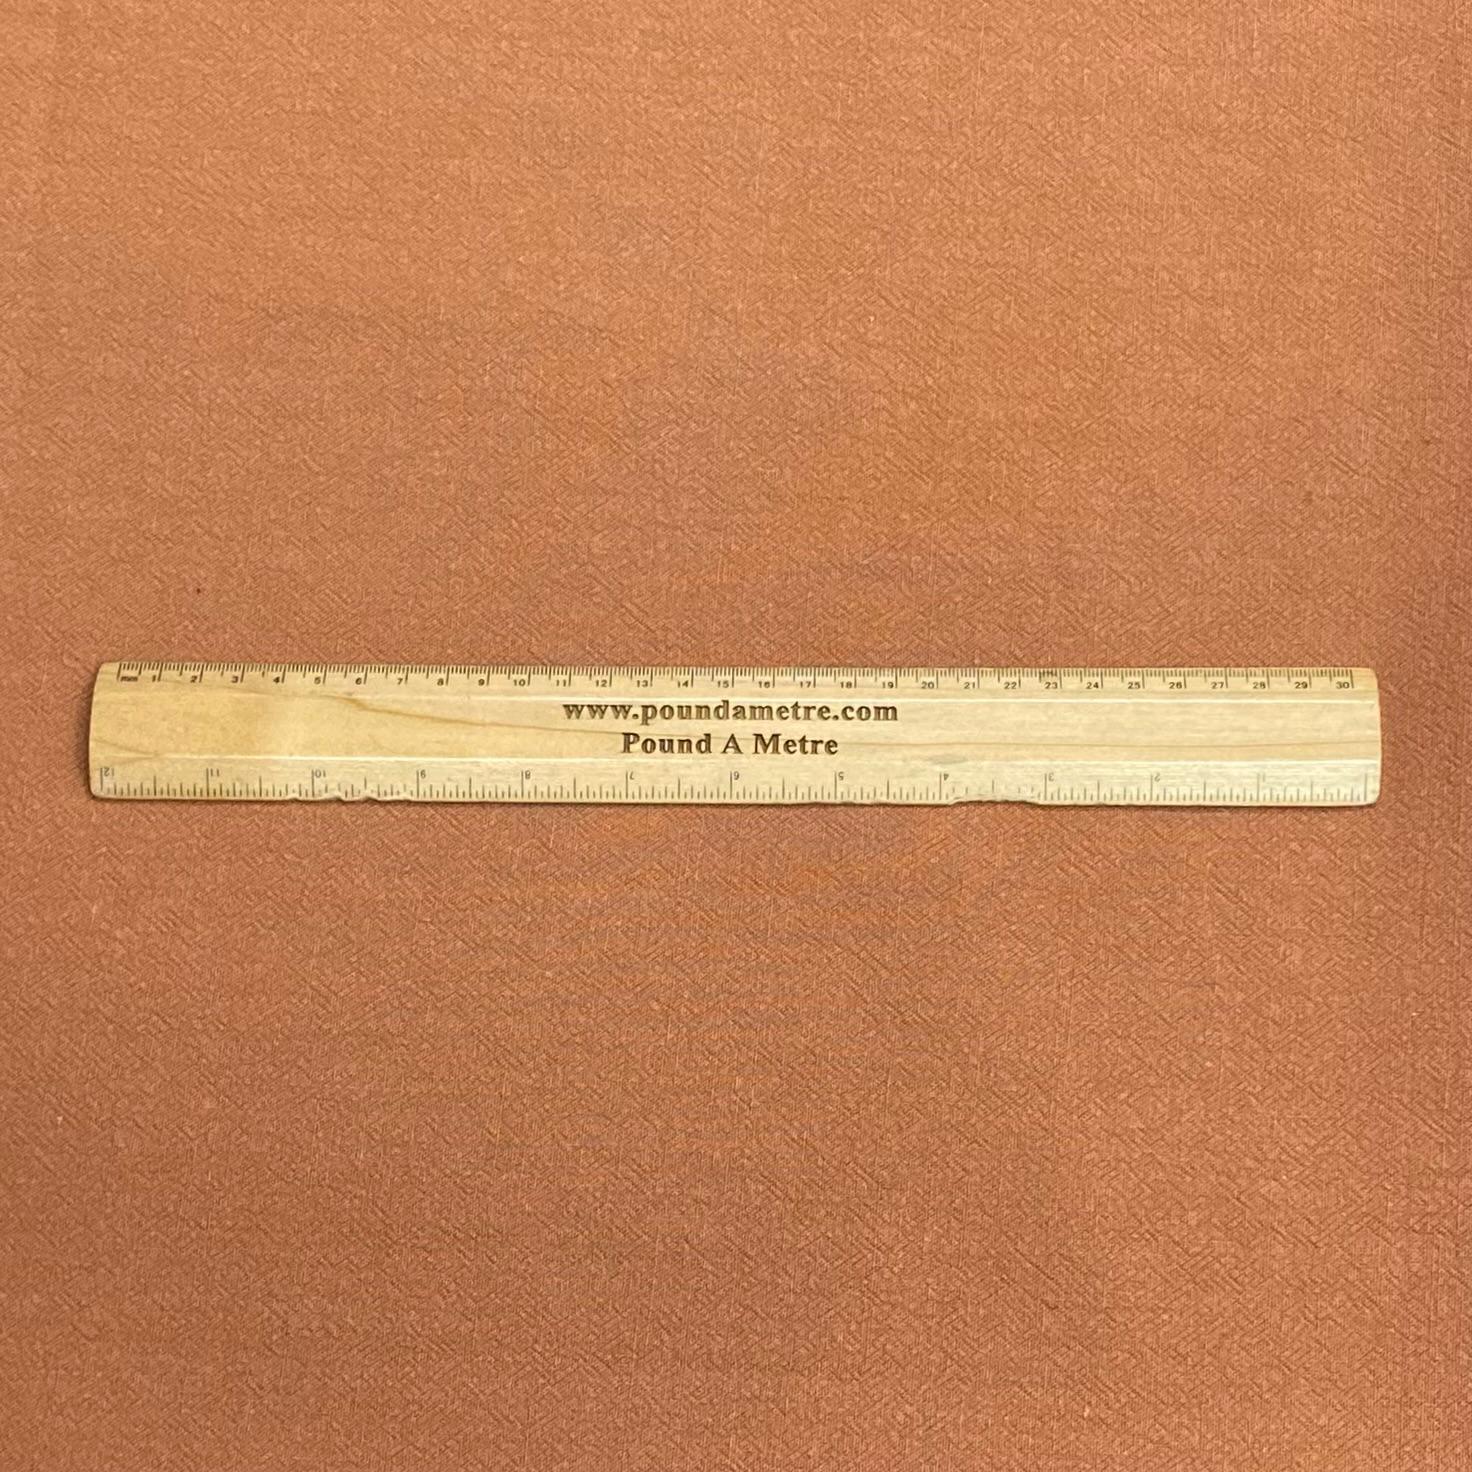 mm 1 2 3 4 5 6 7 8 9 10 11 12 13 14 15 16 17 18 19 20 21 22 23 24 25 26 27 28 29 30
www.poundametre.com
Pound A Metre
12 11 10 9 8 7 6 5 4 3 2 1